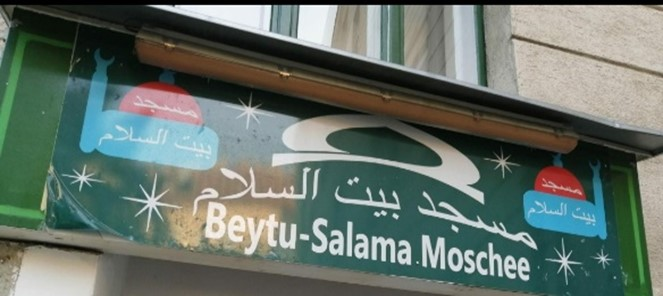 مسجد
بيت السلام
مسجد بيت السلام
Beytu-Salama Moschee
مسجد
بيت السلام